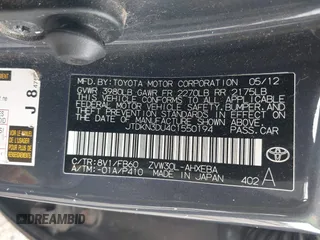 MFD. BY: TOYOTA MOTOR CORPORATION 05/12
GVWR 3980LB GAWR FR 2270LB RR 2175LB
THIS VEHICLE CONFORMS TO ALL APPLICABLE
FEDERAL MOTOR VEHICLE SAFETY, BUMPER, AND
THEFT PREVENTION STANDARDS IN EFFECT ON
THE DATE OF MANUFACTURE SHOWN ABOVE.
JTDKN3DU4C1550194 PASS. CAR
C/TR:8V1/FB60 ZVW30L-AHXEBA
A/TM:-01A/P410 MADE IN JAPAN 402 A
TOYOTA
J 8
DREAMBID